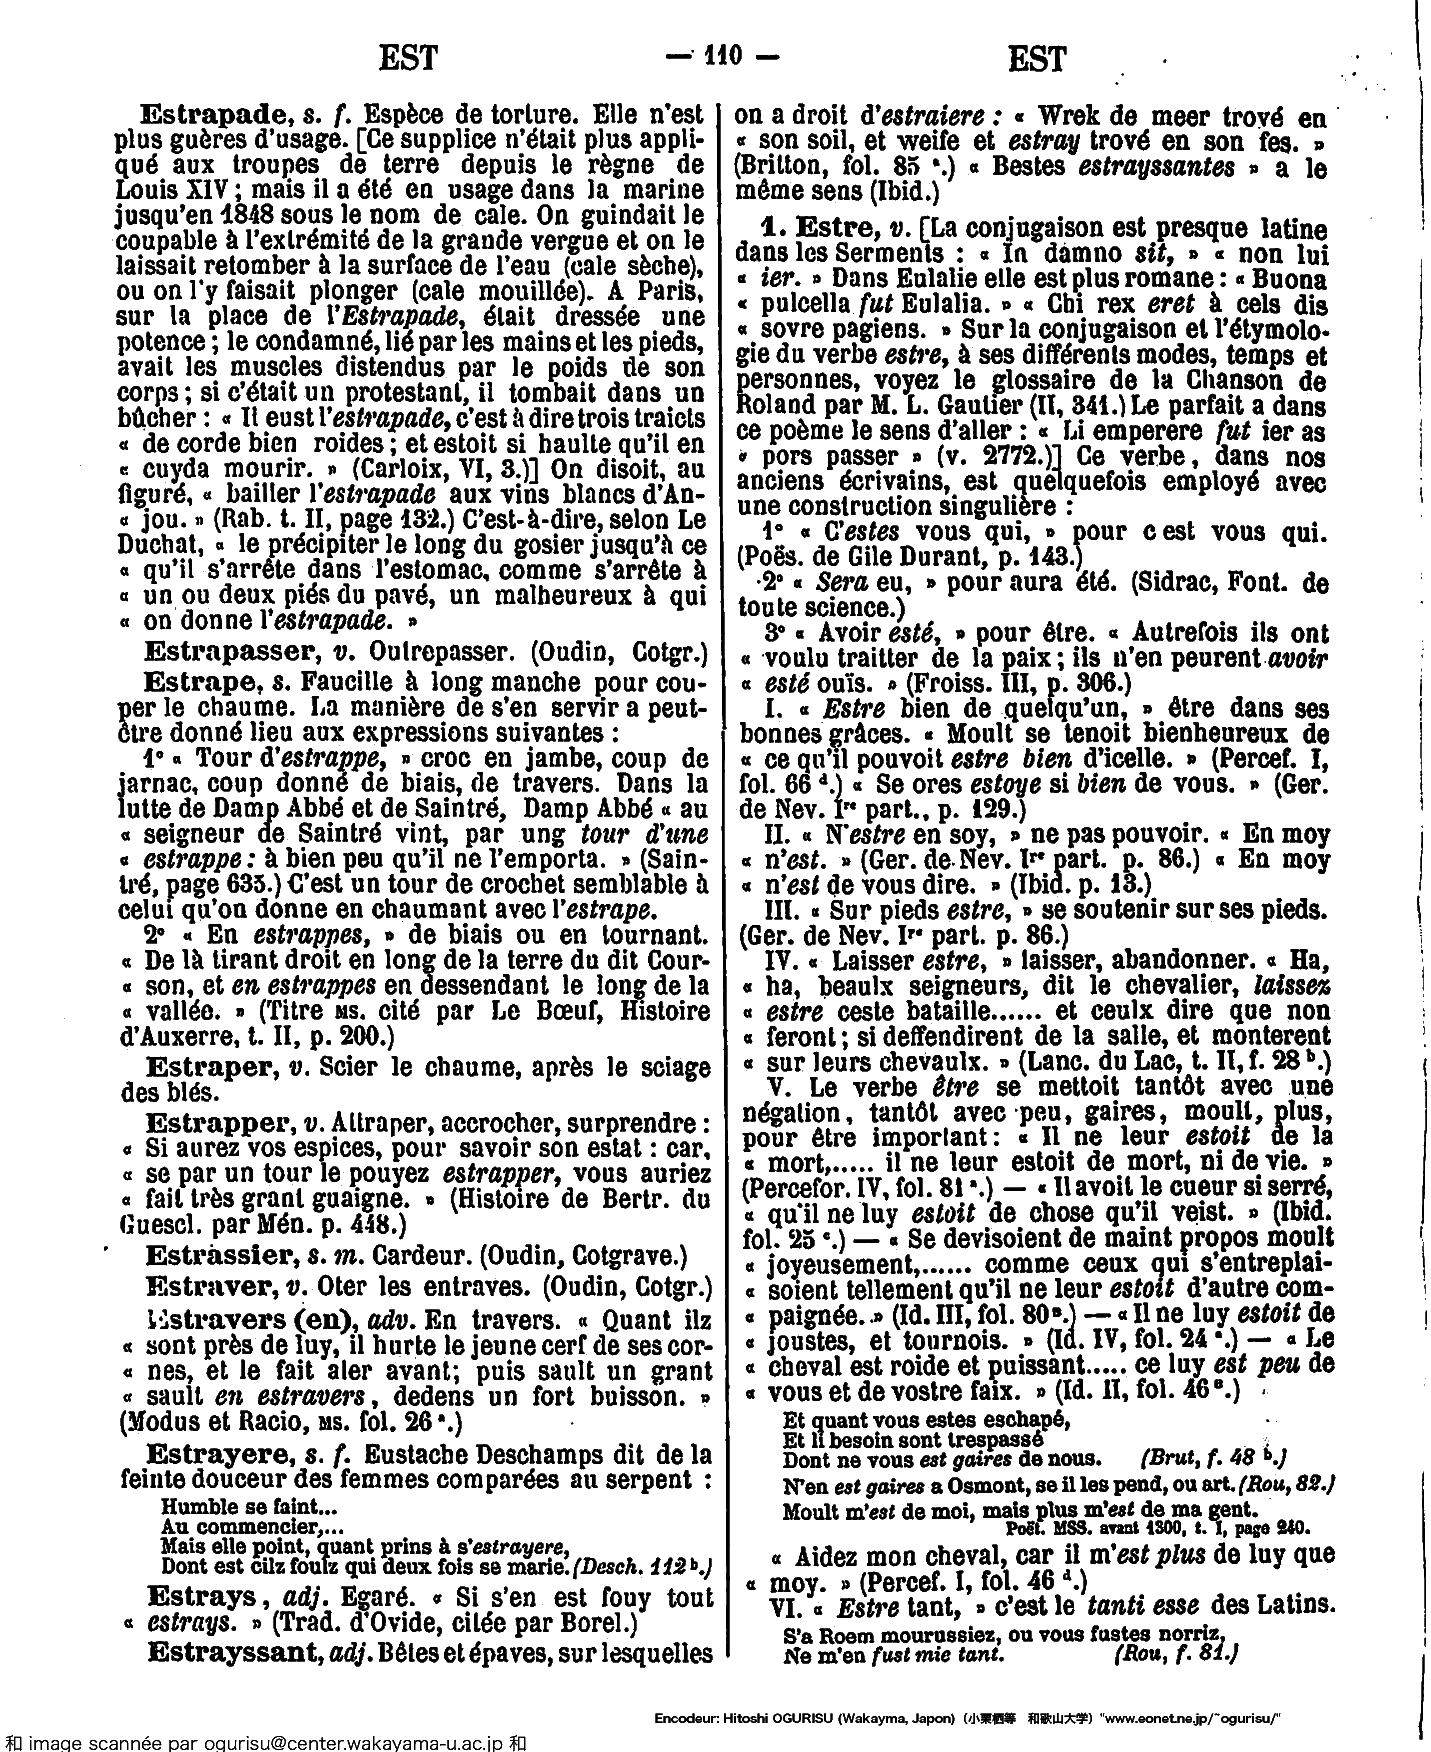 EST — 110 — EST
Estrapade, s. f. Espèce de torture. Elle n'est
plus guères d'usage. [Ce supplice n'était plus appli-
qué aux troupes de terre depuis le règne de
Louis XIV ; mais il a été en usage dans la marine
jusqu'en 1848 sous le nom de cale. On guindait le
coupable à l'extrémité de la grande vergue et on le
laissait retomber à la surface de l'eau (cale sèche),
ou on l'y faisait plonger (cale mouillée). A Paris,
sur la place de l'Estrapade, était dressée une
potence ; le condamné, lié par les mains et les pieds,
avait les muscles distendus par le poids de son
corps ; si c'était un protestant, il tombait dans un
bûcher : « Il eust l'estrapade, c'est à dire trois traicts
« de corde bien roides ; et estoit si haulte qu'il en
« cuyda mourir. » (Carloix, VI, 3.)] On disoit, au
figuré, « bailler l'estrapade aux vins blancs d'An-
« jou. » (Rab. t. II, page 132.) C'est-à-dire, selon Le
Duchat, « le précipiter le long du gosier jusqu'à ce
« qu'il s'arrête dans l'estomac, comme s'arrête à
« un ou deux piés du pavé, un malheureux à qui
« on donne l'estrapade. »
Estrapasser, v. Outrepasser. (Oudin, Cotgr.)
Estrape, s. Faucille à long manche pour cou-
per le chaume. La manière de s'en servir a peut-
être donné lieu aux expressions suivantes :
1° « Tour d'estrappe, » croc en jambe, coup de
jarnac, coup donné de biais, de travers. Dans la
lutte de Damp Abbé et de Saintré, Damp Abbé « au
« seigneur de Saintré vint, par ung tour d'une
« estrappe : à bien peu qu'il ne l'emporta. » (Sain-
tré, page 635.) C'est un tour de crochet semblable à
celui qu'on donne en chaumant avec l'estrape.
2° « En estrappes, » de biais ou en tournant.
« De là tirant droit en long de la terre du dit Cour-
« son, et en estrappes en dessendant le long de la
« vallée. » (Titre MS. cité par Le Bœuf, Histoire
d'Auxerre, t. II, p. 200.)
Estraper, v. Scier le chaume, après le sciage
des blés.
Estrapper, v. Attraper, accrocher, surprendre :
« Si aurez vos espices, pour savoir son estat : car,
« se par un tour le pouyez estrapper, vous auriez
« fait très grant guaigne. » (Histoire de Bertr. du
Guescl. par Mén. p. 448.)
Estrassier, s. m. Cardeur. (Oudin, Cotgrave.)
Estraver, v. Oter les entraves. (Oudin, Cotgr.)
Estravers (en), adv. En travers. « Quant ilz
« sont près de luy, il hurte le jeune cerf de ses cor-
« nes, et le fait aler avant; puis sault un grant
« sault en estravers, dedens un fort buisson. »
(Modus et Racio, MS. fol. 26 ª.)
Estrayere, s. f. Eustache Deschamps dit de la
feinte douceur des femmes comparées au serpent :
Humble se faint...
Au commencier,...
Mais elle point, quant prins à s'estrayere,
Dont est cilz foulz qui deux fois se marie. (Desch. 112 ᵇ.)
Estrays, adj. Egaré. « Si s'en est fouy tout
« estrays. » (Trad. d'Ovide, citée par Borel.)
Estrayssant, adj. Bêtes et épaves, sur lesquelles
on a droit d'estraiere : « Wrek de meer trové en
« son soil, et weife et estray trové en son fes. »
(Britton, fol. 85 ª.) « Bestes estrayssantes » a le
même sens (Ibid.)
1. Estre, v. [La conjugaison est presque latine
dans les Serments : « In damno sit, » « non lui
« ier. » Dans Eulalie elle est plus romane : « Buona
« pulcella fut Eulalia. » « Chi rex eret à cels dis
« sovre pagiens. » Sur la conjugaison et l'étymolo-
gie du verbe estre, à ses différents modes, temps et
personnes, voyez le glossaire de la Chanson de
Roland par M. L. Gautier (II, 341.) Le parfait a dans
ce poème le sens d'aller : « Li emperere fut ier as
« pors passer » (v. 2772.)] Ce verbe, dans nos
anciens écrivains, est quelquefois employé avec
une construction singulière :
1° « C'estes vous qui, » pour c est vous qui.
(Poës. de Gile Durant, p. 143.)
2° « Sera eu, » pour aura été. (Sidrac, Font. de
toute science.)
3° « Avoir esté, » pour être. « Autrefois ils ont
« voulu traitter de la paix ; ils n'en peurent avoir
« esté ouïs. » (Froiss. III, p. 306.)
I. « Estre bien de quelqu'un, » être dans ses
bonnes grâces. « Moult se tenoit bienheureux de
« ce qu'il pouvoit estre bien d'icelle. » (Percef. I,
fol. 66 ᵈ.) « Se ores estoye si bien de vous. » (Ger.
de Nev. Iʳᵉ part., p. 129.)
II. « N'estre en soy, » ne pas pouvoir. « En moy
« n'est. » (Ger. de Nev. Iʳᵉ part. p. 86.) « En moy
« n'est de vous dire. » (Ibid. p. 13.)
III. « Sur pieds estre, » se soutenir sur ses pieds.
(Ger. de Nev. Iʳᵉ part. p. 86.)
IV. « Laisser estre, » laisser, abandonner. « Ha,
« ha, beaulx seigneurs, dit le chevalier, laissez
« estre ceste bataille...... et ceulx dire que non
« feront ; si deffendirent de la salle, et monterent
« sur leurs chevaulx. » (Lanc. du Lac, t. II, f. 28 ᵇ.)
V. Le verbe être se mettoit tantôt avec une
négation, tantôt avec peu, gaires, moult, plus,
pour être important : « Il ne leur estoit de la
« mort,..... il ne leur estoit de mort, ni de vie. »
(Percefor. IV, fol. 81 ª.) — « Il avoit le cueur si serré,
« qu'il ne luy estoit de chose qu'il veist. » (Ibid.
fol. 25 ᶜ.) — « Se devisoient de maint propos moult
« joyeusement,...... comme ceux qui s'entreplai-
« soient tellement qu'il ne leur estoit d'autre com-
« paignée. » (Id. III, fol. 80 ª.) — « Il ne luy estoit de
« joustes, et tournois. » (Id. IV, fol. 24 ª.) — « Le
« cheval est roide et puissant..... ce luy est peu de
« vous et de vostre faix. » (Id. II, fol. 46 ª.)
Et quant vous estes eschapé,
Et li besoin sont trespassé
Dont ne vous est gaires de nous. (Brut, f. 48 ᵇ.)
N'en est gaires a Osmont, se il les pend, ou art. (Rou, 82.)
Moult m'est de moi, mais plus m'est de ma gent.
Poët. MSS. avant 1300, t. I, page 240.
« Aidez mon cheval, car il m'est plus de luy que
« moy. » (Percef. I, fol. 46 ᵈ.)
VI. « Estre tant, » c'est le tanti esse des Latins.
S'a Roem mourussiez, ou vous fustes norriz,
Ne m'en fust mie tant. (Rou, f. 81.)
Encodeur: Hitoshi OGURISU (Wakayma, Japon) (小栗栖等 和歌山大学) "www.eonet.ne.jp/~ogurisu/"
和 image scannée par ogurisu@center.wakayama-u.ac.jp 和